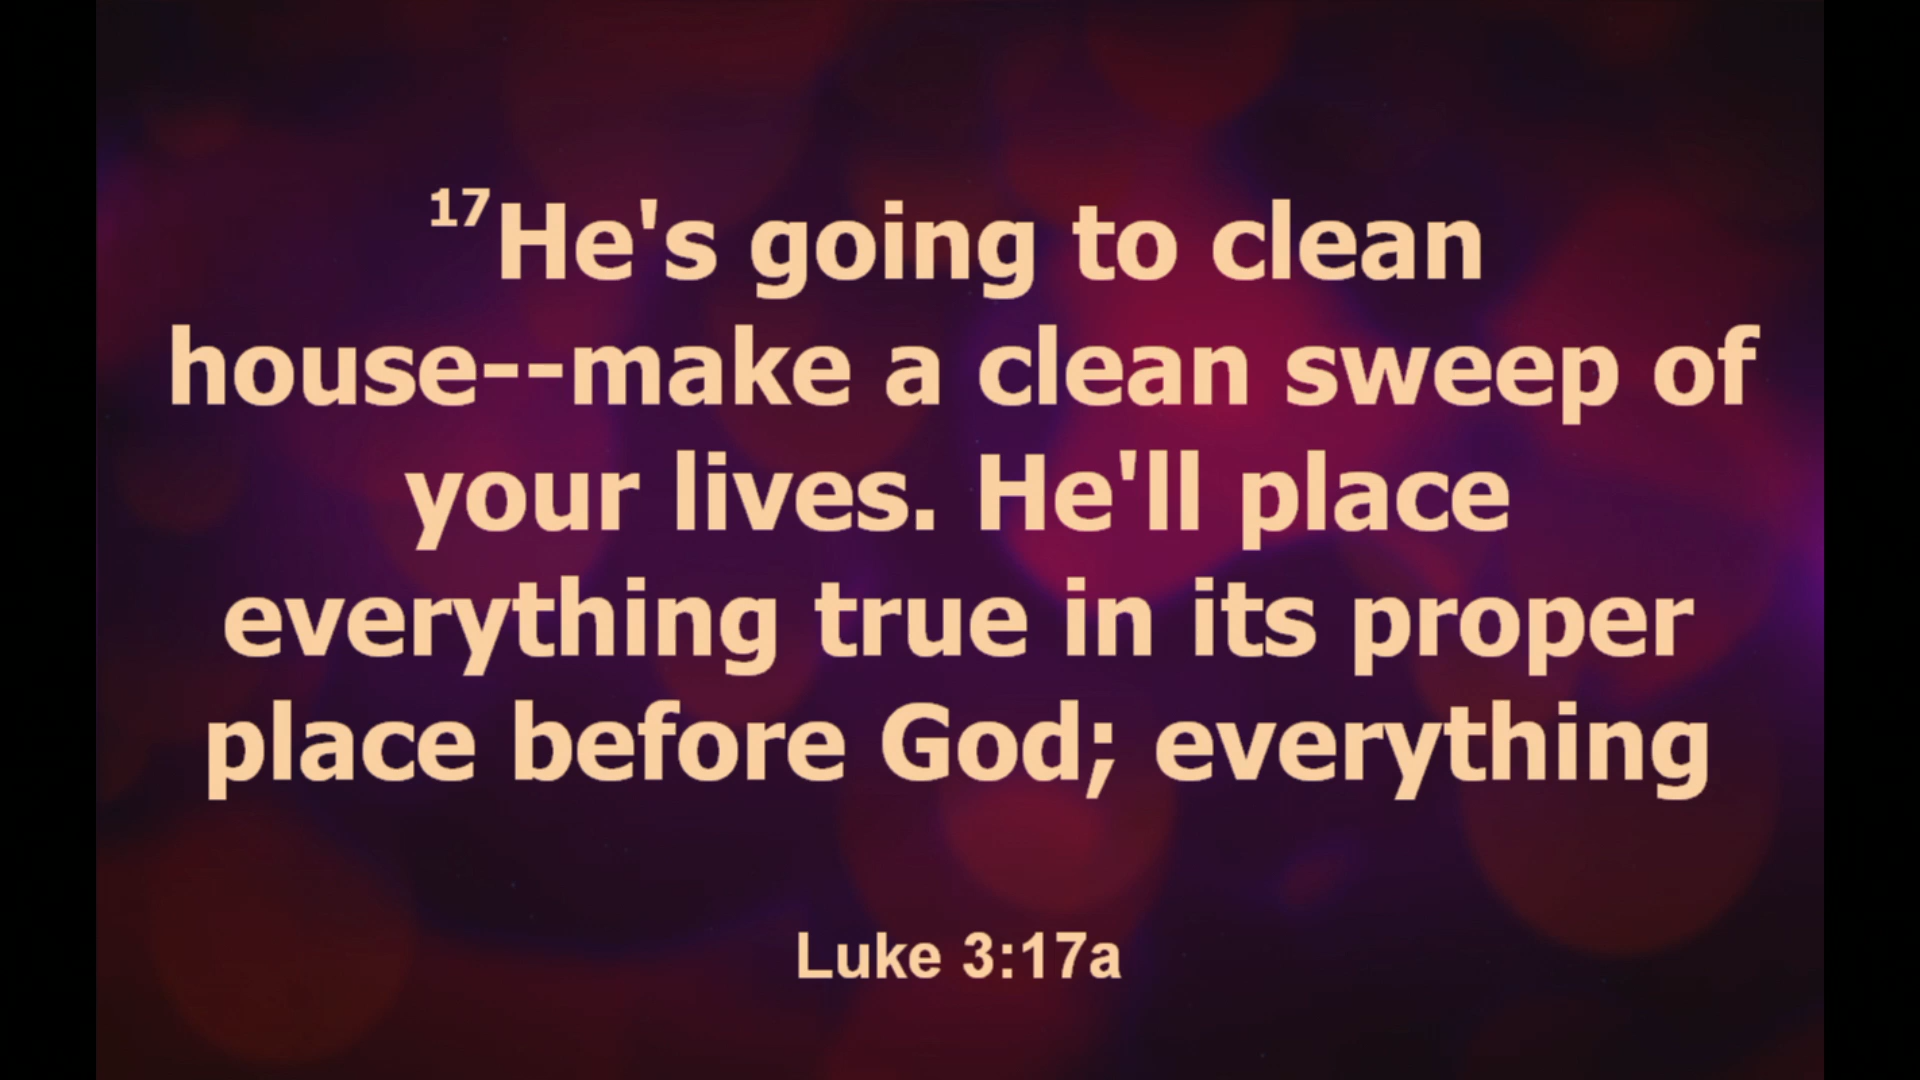 17He's going to clean
house--make a clean sweep of
your lives. He'll place
everything true in its proper
place before God; everything
Luke 3:17a